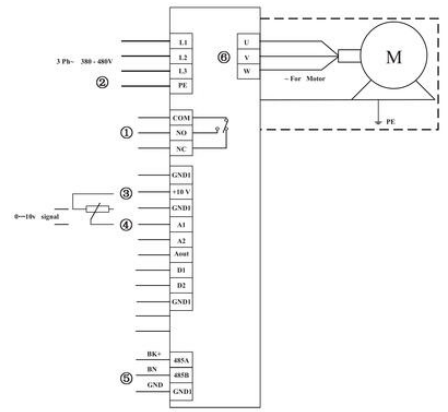 L1
3 Ph~ 380 - 480V
L2
L3
②
PE
⑥
U
V
W
~ For Motor
M
PE
①
COM
NO
NC
GND1
③
+10 V
GND1
0~10v signal
④
A1
A2
Aout
D1
D2
GND1
BK+
485A
⑤
BN
485B
GND
GND1